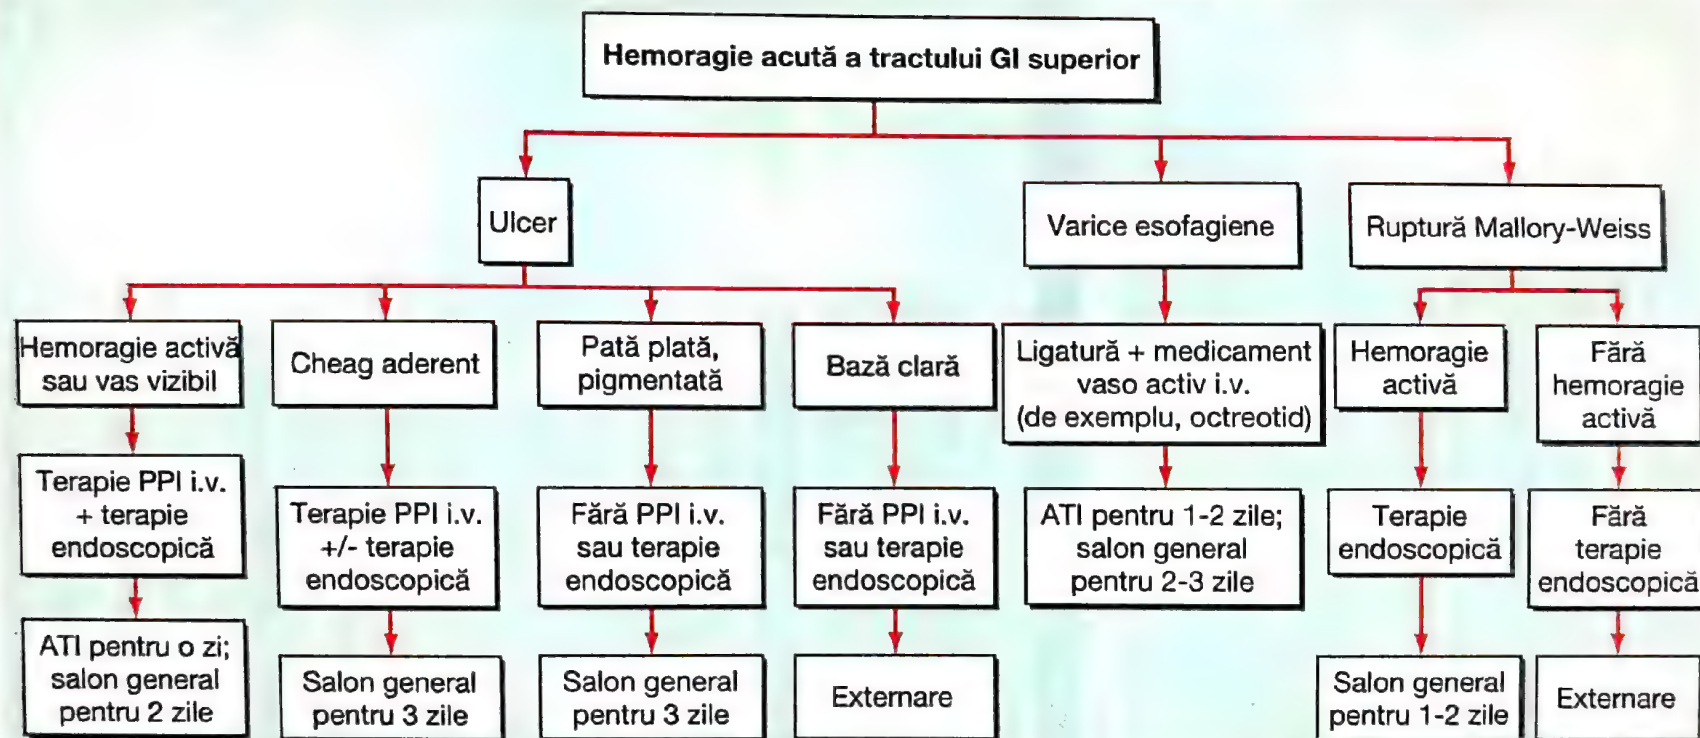 Hemoragie acută a tractului GI superior
Ulcer
Varice esofagiene
Ruptură Mallory-Weiss
Hemoragie activă
sau vas vizibil
Cheag aderent
Pată plată,
pigmentată
Bază clară
Ligatură + medicament
vaso activ i.v.
(de exemplu, octreotid)
Hemoragie
activă
Fără
hemoragie
activă
Terapie PPI i.v.
+ terapie
endoscopică
Terapie PPI i.v.
+/- terapie
endoscopică
Fără PPI i.v.
sau terapie
endoscopică
Fără PPI i.v.
sau terapie
endoscopică
ATI pentru 1-2 zile;
salon general
pentru 2-3 zile
Terapie
endoscopică
Fără
terapie
endoscopică
ATI pentru o zi;
salon general
pentru 2 zile
Salon general
pentru 3 zile
Salon general
pentru 3 zile
Externare
Salon general
pentru 1-2 zile
Externare